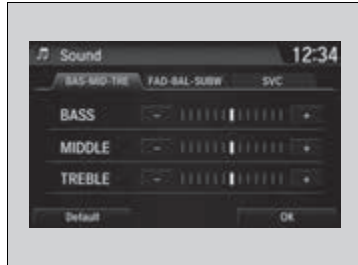 Sound 12:34
BAS-MID-TRE FAD-BAL-SUBW SVC
BASS - +
MIDDLE - +
TREBLE - +
Default OK